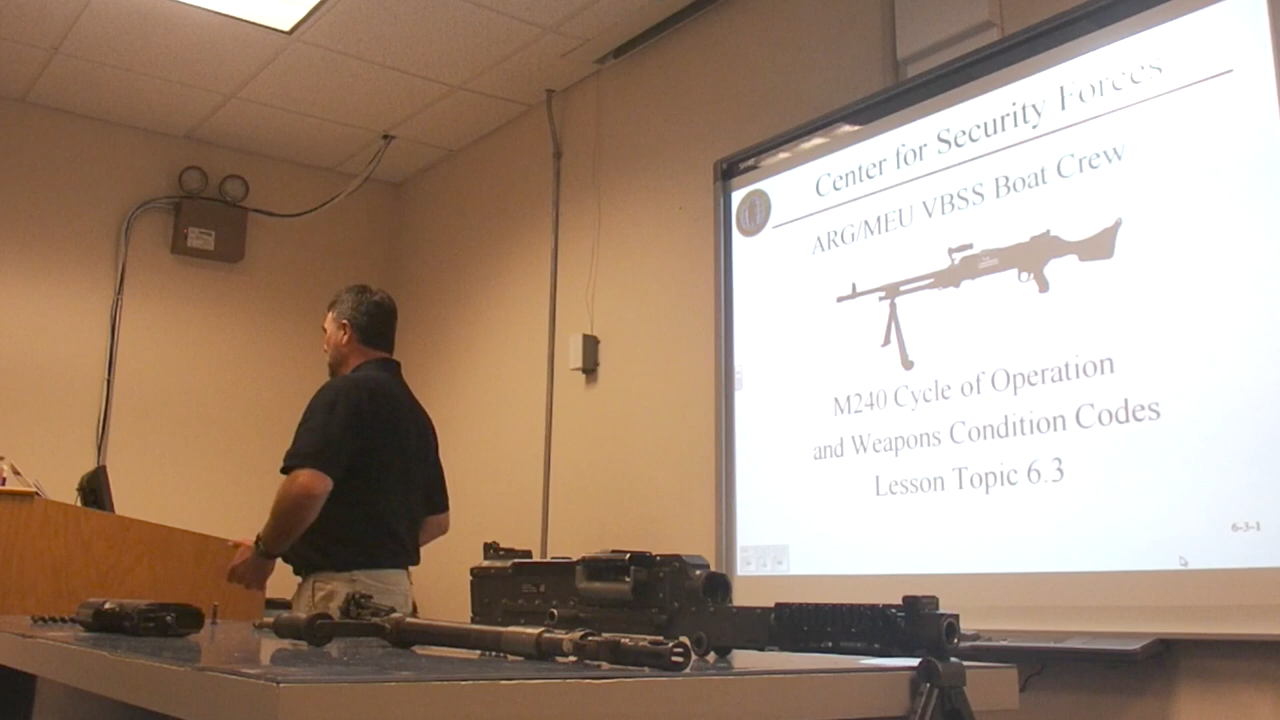 Center for Security Forces
ARG/MEU VBSS Boat Crew
M240 Cycle of Operation
and Weapons Condition Codes
Lesson Topic 6.3
6-3-1